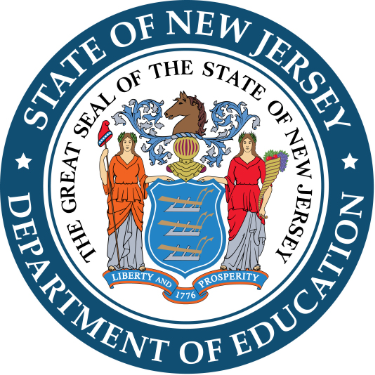 STATE OF NEW JERSEY
DEPARTMENT OF EDUCATION
THE GREAT SEAL OF THE STATE OF NEW JERSEY
LIBERTY AND PROSPERITY
1776